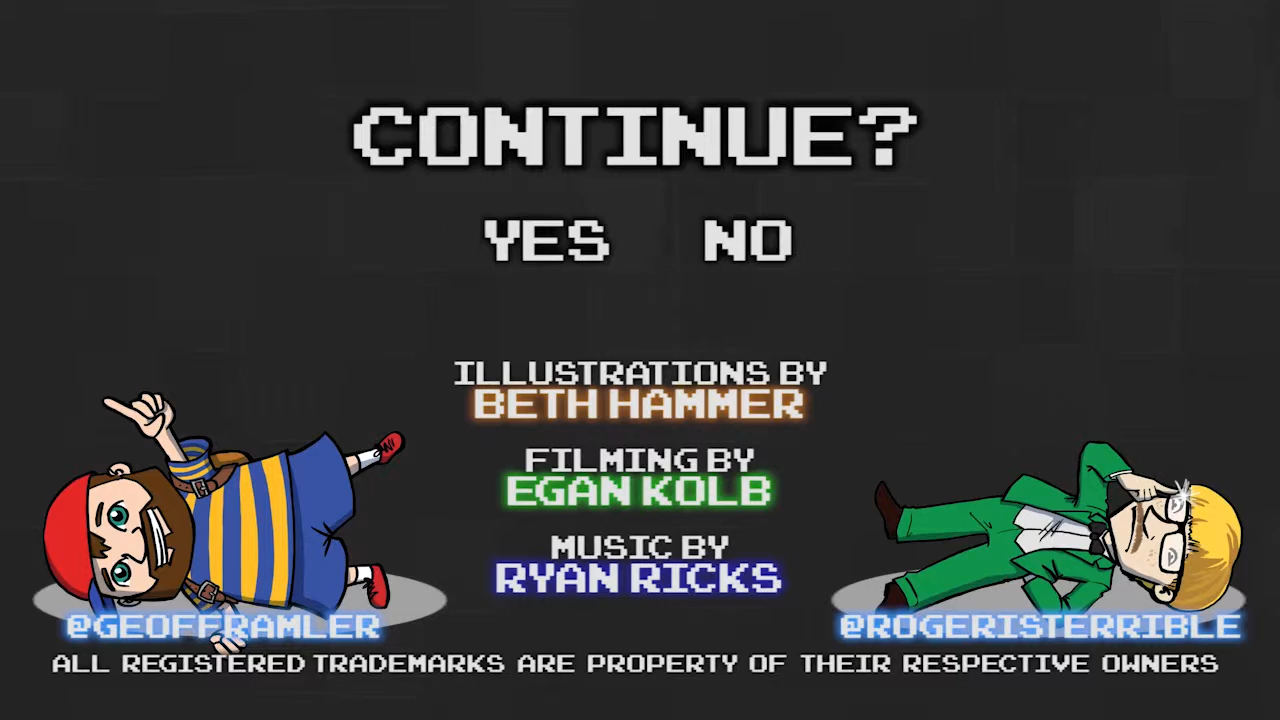 CONTINUE?
YES NO
ILLUSTRATIONS BY
BETH HAMMER
FILMING BY
EGAN KOLB
MUSIC BY
RYAN RICKS
@GEOFFRAMLER @ROGERISTERRIBLE
ALL REGISTERED TRADEMARKS ARE PROPERTY OF THEIR RESPECTIVE OWNERS